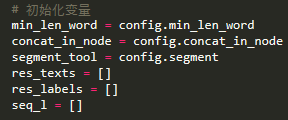 # 初始化变量
min_len_word = config.min_len_word
concat_in_node = config.concat_in_node
segment_tool = config.segment
res_texts = []
res_labels = []
seq_l = []